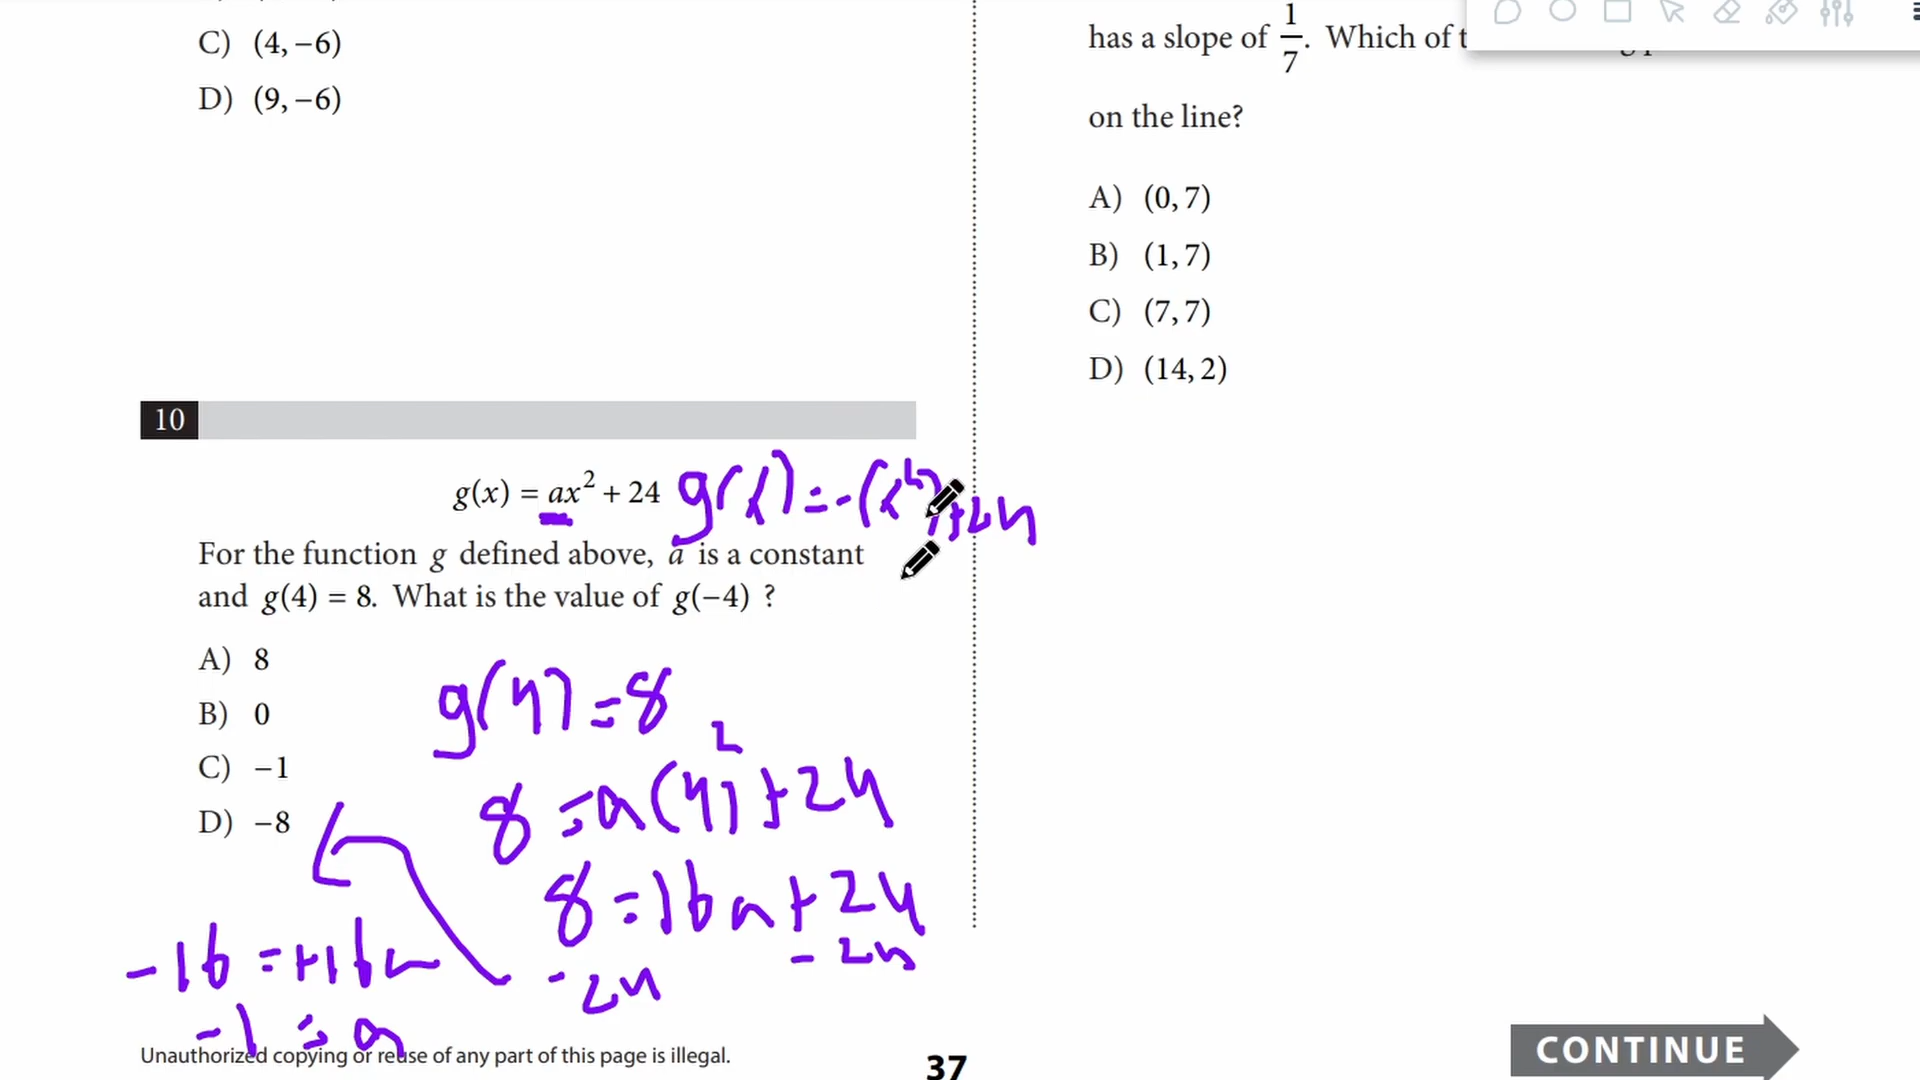 C) (4, −6)
D) (9, −6)
10
g(x) = ax² + 24
g(x) = -(x²) + 24
For the function g defined above, a is a constant
and g(4) = 8. What is the value of g(−4) ?
A) 8
B) 0
C) −1
D) −8
g(4) = 8
8 = a(4)² + 24
8 = 16a + 24
-24 -24
-16 = +16a
-1 = a
Unauthorized copying or reuse of any part of this page is illegal.
37
has a slope of 1/7. Which of
on the line?
A) (0, 7)
B) (1, 7)
C) (7, 7)
D) (14, 2)
CONTINUE